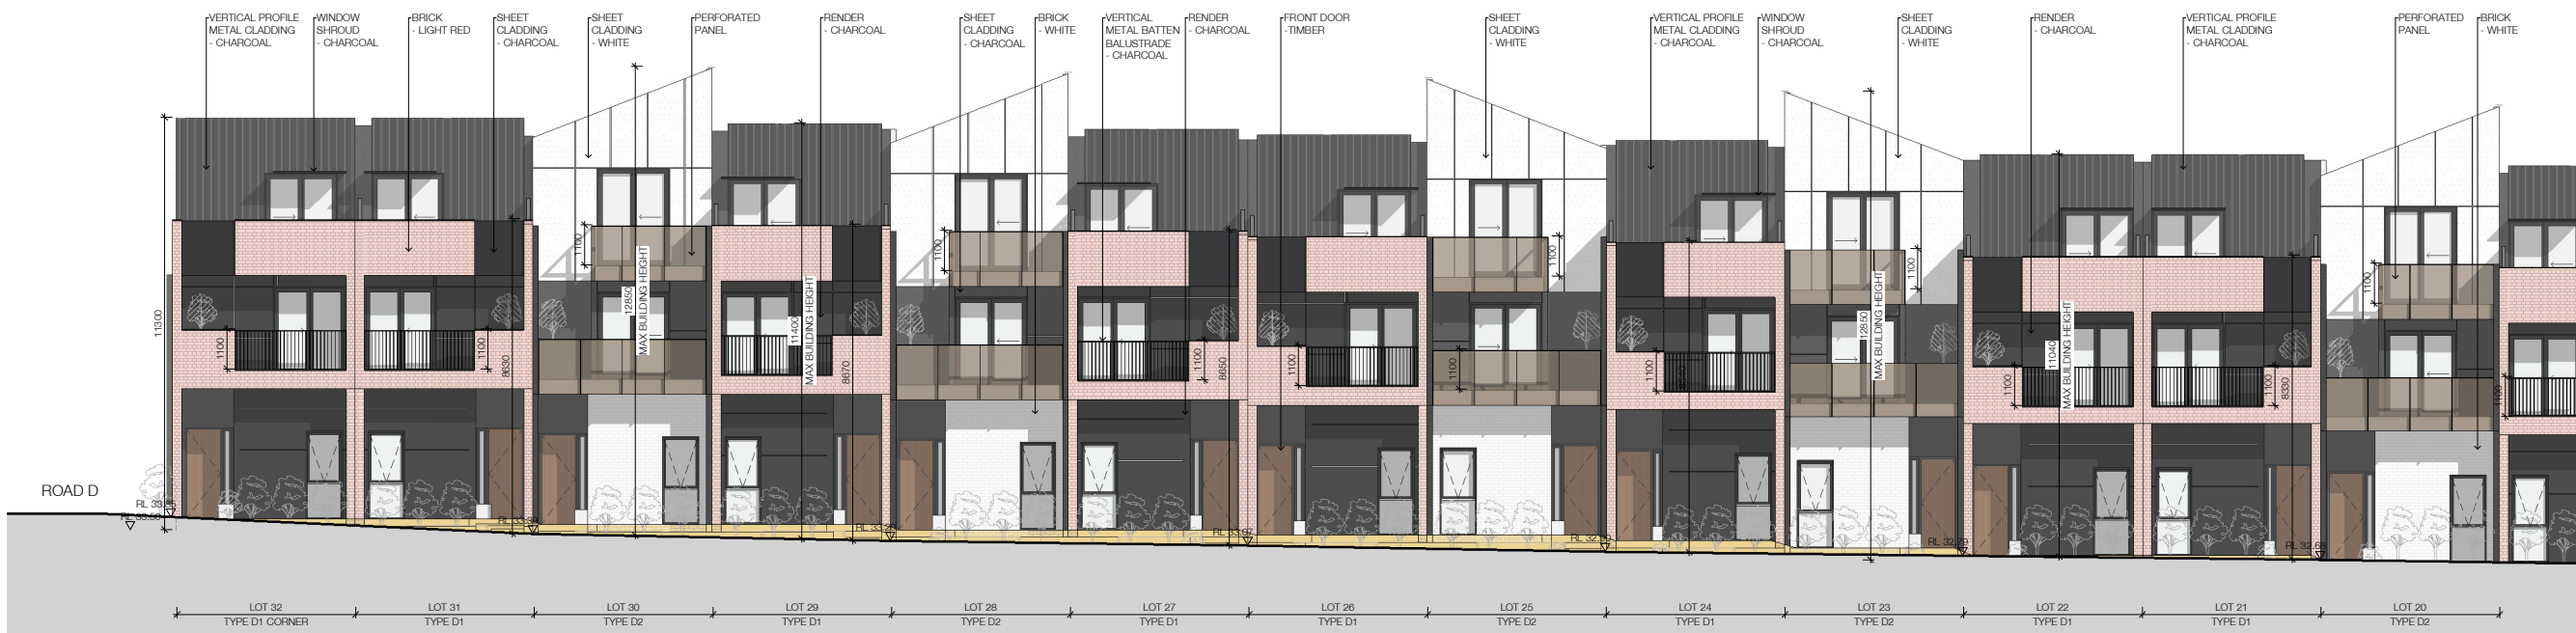 VERTICAL PROFILE
METAL CLADDING
- CHARCOAL
WINDOW
SHROUD
- CHARCOAL
BRICK
- LIGHT RED
SHEET
CLADDING
- CHARCOAL
SHEET
CLADDING
- WHITE
PERFORATED
PANEL
RENDER
- CHARCOAL
SHEET
CLADDING
- CHARCOAL
BRICK
- WHITE
VERTICAL
METAL BATTEN
BALUSTRADE
- CHARCOAL
RENDER
- CHARCOAL
FRONT DOOR
-TIMBER
SHEET
CLADDING
- WHITE
VERTICAL PROFILE
METAL CLADDING
- CHARCOAL
WINDOW
SHROUD
- CHARCOAL
SHEET
CLADDING
- WHITE
RENDER
- CHARCOAL
VERTICAL PROFILE
METAL CLADDING
- CHARCOAL
PERFORATED
PANEL
BRICK
- WHITE
11300
1100
1100
8630
1100
12850
MAX BUILDING HEIGHT
11400
MAX BUILDING HEIGHT
8670
1100
1100
8650
1100
1100
1100
1100
1100
12850
MAX BUILDING HEIGHT
1100
11040
MAX BUILDING HEIGHT
1100
8330
1100
1100
ROAD D
RL 32.79
RL 32.68
LOT 32
TYPE D1 CORNER
LOT 31
TYPE D1
LOT 30
TYPE D2
LOT 29
TYPE D1
LOT 28
TYPE D2
LOT 27
TYPE D1
LOT 26
TYPE D1
LOT 25
TYPE D2
LOT 24
TYPE D1
LOT 23
TYPE D2
LOT 22
TYPE D1
LOT 21
TYPE D1
LOT 20
TYPE D2